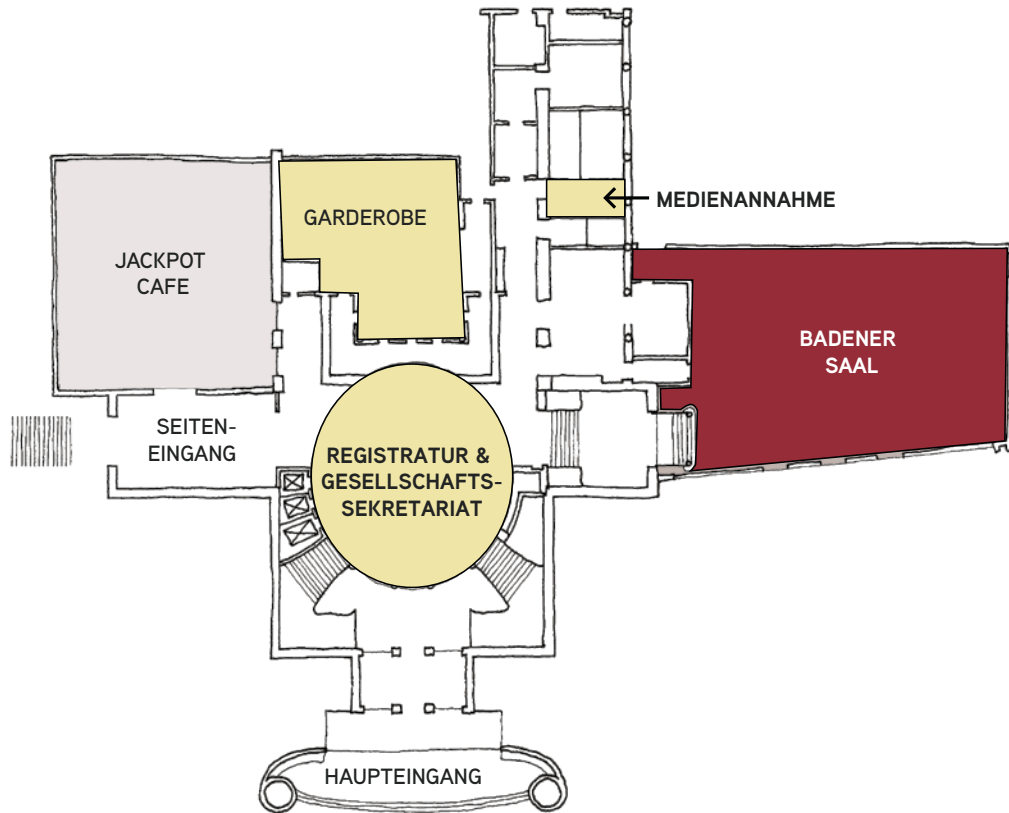 MEDIENANNAHME
GARDEROBE
JACKPOT
CAFE
BADENER
SAAL
SEITEN-
EINGANG
REGISTRATUR &
GESELLSCHAFTS-
SEKRETARIAT
HAUPTEINGANG